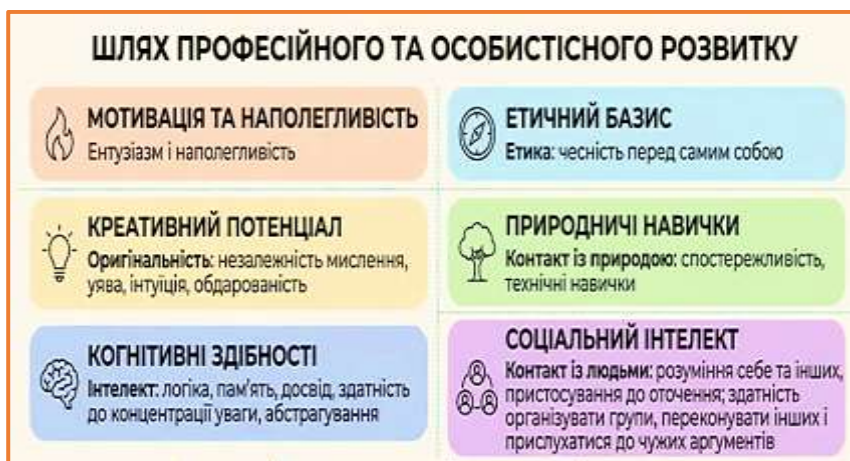 ШЛЯХ ПРОФЕСІЙНОГО ТА ОСОБИСТІСНОГО РОЗВИТКУ
МОТИВАЦІЯ ТА НАПОЛЕГЛИВІСТЬ
Ентузіазм і наполегливість
ЕТИЧНИЙ БАЗИС
Етика: чесність перед самим собою
КРЕАТИВНИЙ ПОТЕНЦІАЛ
Оригінальність: незалежність мислення,
уява, інтуїція, обдарованість
ПРИРОДНИЧІ НАВИЧКИ
Контакт із природою: спостережливість,
технічні навички
КОГНІТИВНІ ЗДІБНОСТІ
Інтелект: логіка, пам'ять, досвід, здатність
до концентрації уваги, абстрагування
СОЦІАЛЬНИЙ ІНТЕЛЕКТ
Контакт із людьми: розуміння себе та інших,
пристосування до оточення; здатність
організувати групи, переконувати інших і
прислухатися до чужих аргументів